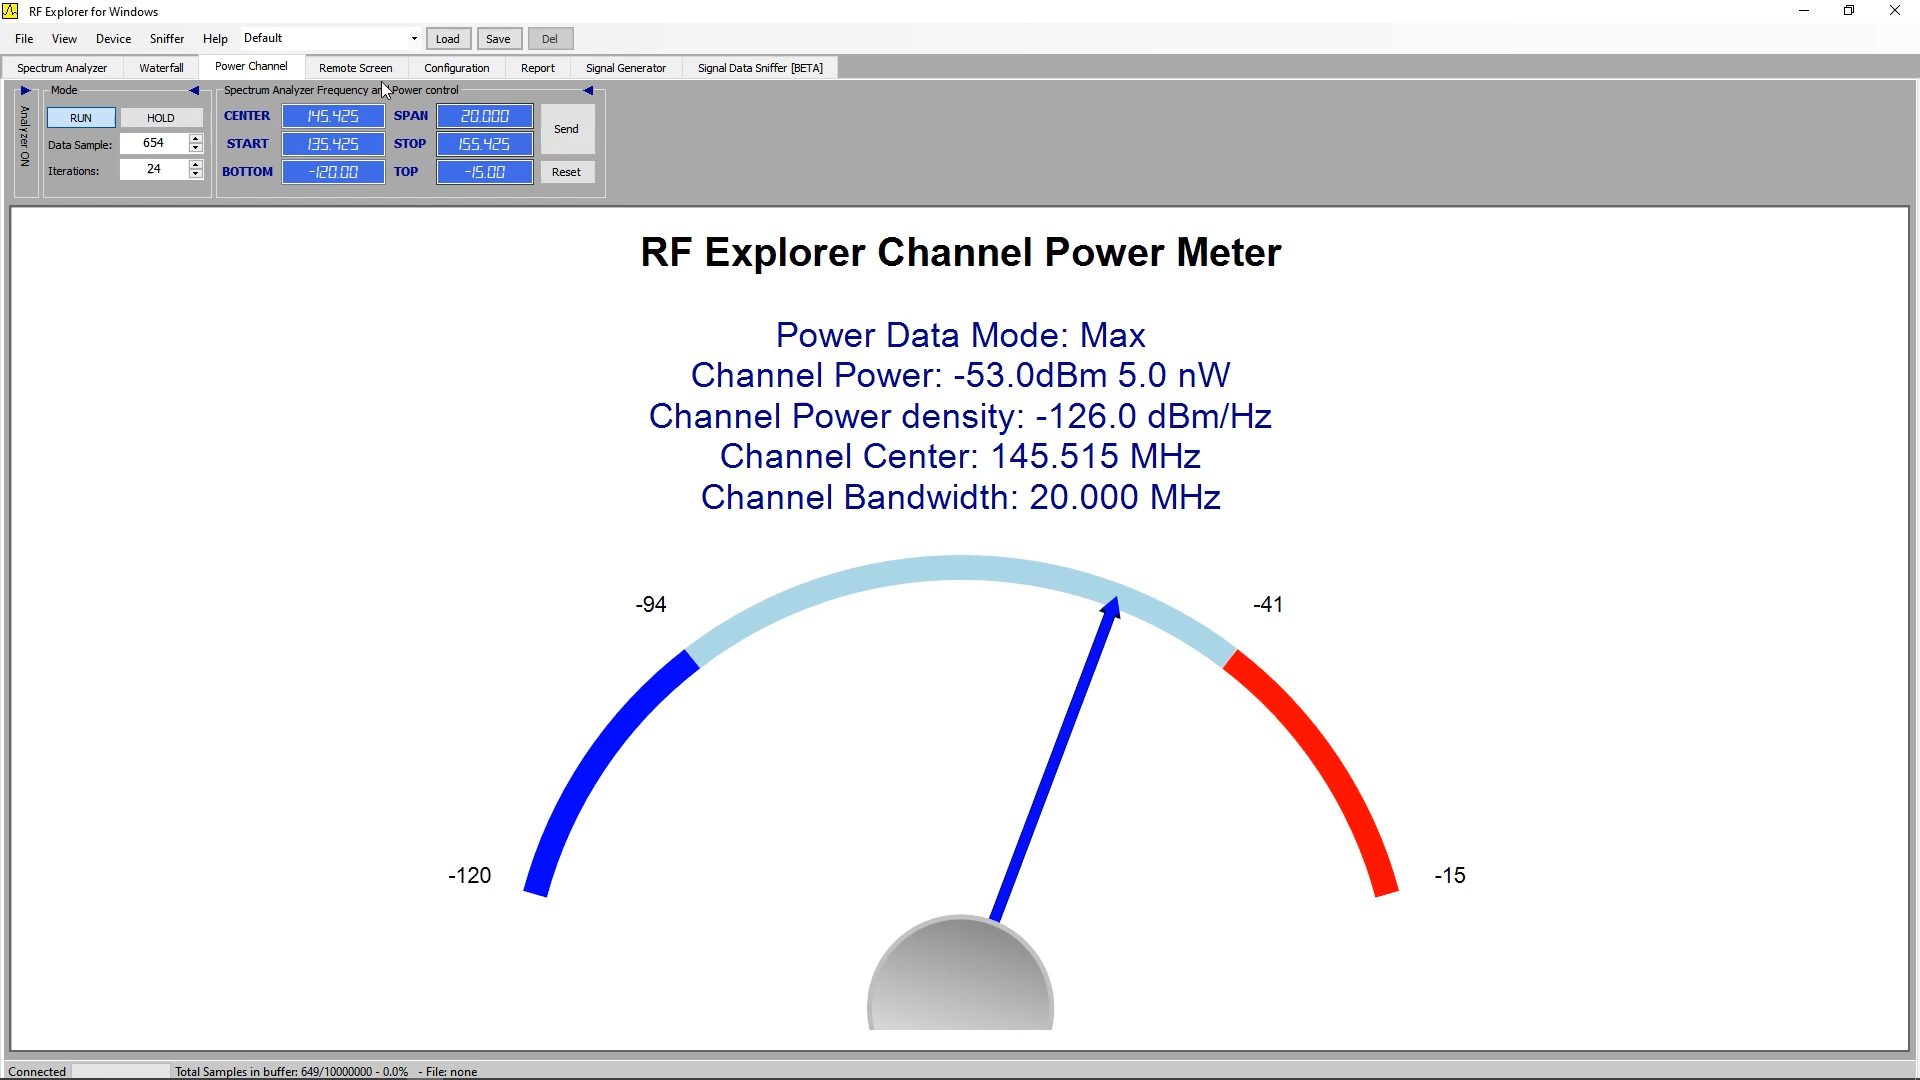 RF Explorer for Windows
File View Device Sniffer Help Default Load Save Del
Spectrum Analyzer Waterfall Power Channel Remote Screen Configuration Report Signal Generator Signal Data Sniffer [BETA]
Analyzer ON
Mode
RUN HOLD
Data Sample: 654
Iterations: 24
Spectrum Analyzer Frequency and Power control
CENTER 145.425 SPAN 20.000 Send
START 135.425 STOP 155.425
BOTTOM -120.00 TOP -15.00 Reset
RF Explorer Channel Power Meter
Power Data Mode: Max
Channel Power: -53.0dBm 5.0 nW
Channel Power density: -126.0 dBm/Hz
Channel Center: 145.515 MHz
Channel Bandwidth: 20.000 MHz
-94 -41
-120 -15
Connected Total Samples in buffer: 649/10000000 - 0.0% - File: none